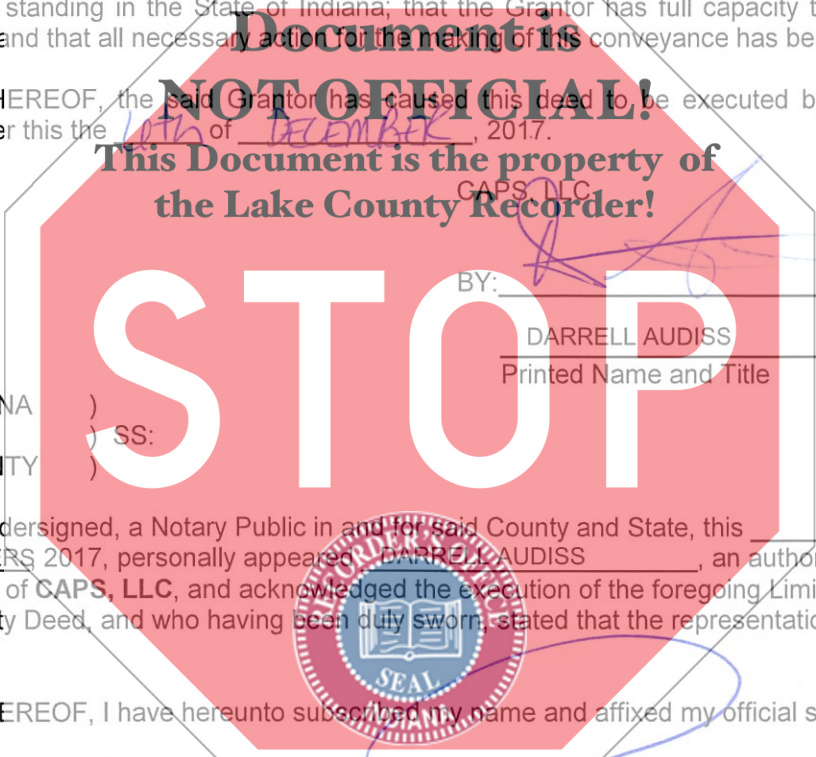 standing in the State of Indiana; that the Grantor has full capacity t
Document is
and that all necessary action for the making of this conveyance has be
NOT OFFICIAL!
HEREOF, the said Grantor has caused this deed to be executed b
er this the of DECEMBER, 2017.
This Document is the property of
the Lake County Recorder!
CAPS, LLC
STOP
BY:
DARRELL AUDISS
Printed Name and Title
NA )
) SS:
NTY )
dersigned, a Notary Public in and for said County and State, this
ERS 2017, personally appeared DARRELL AUDISS, an author
of CAPS, LLC, and acknowledged the execution of the foregoing Limi
ty Deed, and who having been duly sworn, stated that the representatio
RECORDER'S OFFICE
SEAL
INDIANA
EREOF, I have hereunto subscribed my name and affixed my official s